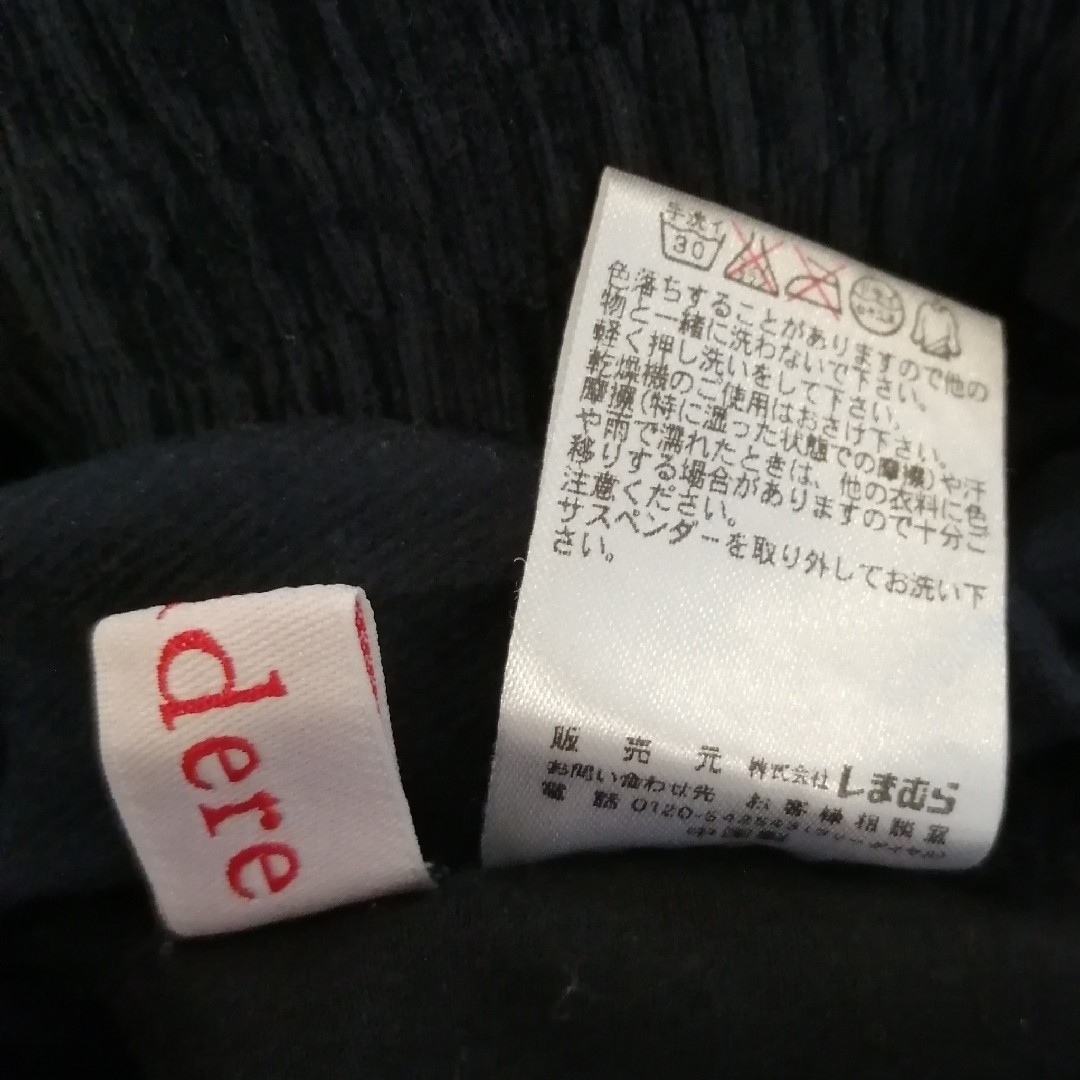 手洗イ
30
色落ちすることがありますので他の
物と一緒に洗わないで下さい。
軽く押し洗いをして下さい。
乾燥機のご使用はおさけ下さい。
摩擦(特に湿った状態での摩擦)や汗
や雨で濡れたときは、他の衣料に色
移りする場合がありますので十分ご
注意ください。
サスペンダーを取り外してお洗い下
さい。
販売元 株式会社しまむら
お問い合わせ先 お客様相談室
電話 0120-542543
dere